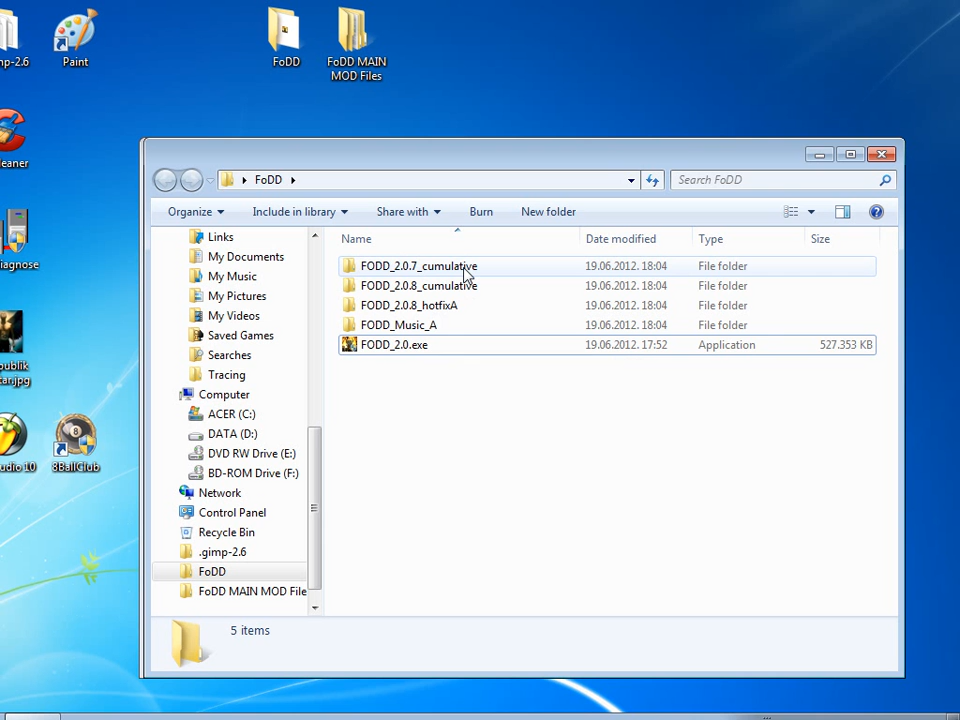 mp-2.6
Paint
FoDD
FoDD MAIN
MOD Files
eaner
iagnose
publik
tar.jpg
udio 10
8BallClub
FoDD
Search FoDD
Organize
Include in library
Share with
Burn
New folder
Name
Date modified
Type
Size
Links
My Documents
My Music
My Pictures
My Videos
Saved Games
Searches
Tracing
Computer
ACER (C:)
DATA (D:)
DVD RW Drive (E:)
BD-ROM Drive (F:)
Network
Control Panel
Recycle Bin
.gimp-2.6
FoDD
FoDD MAIN MOD File
FODD_2.0.7_cumulative 19.06.2012. 18:04 File folder
FODD_2.0.8_cumulative 19.06.2012. 18:04 File folder
FODD_2.0.8_hotfixA 19.06.2012. 18:04 File folder
FODD_Music_A 19.06.2012. 18:04 File folder
FODD_2.0.exe 19.06.2012. 17:52 Application 527.353 KB
5 items